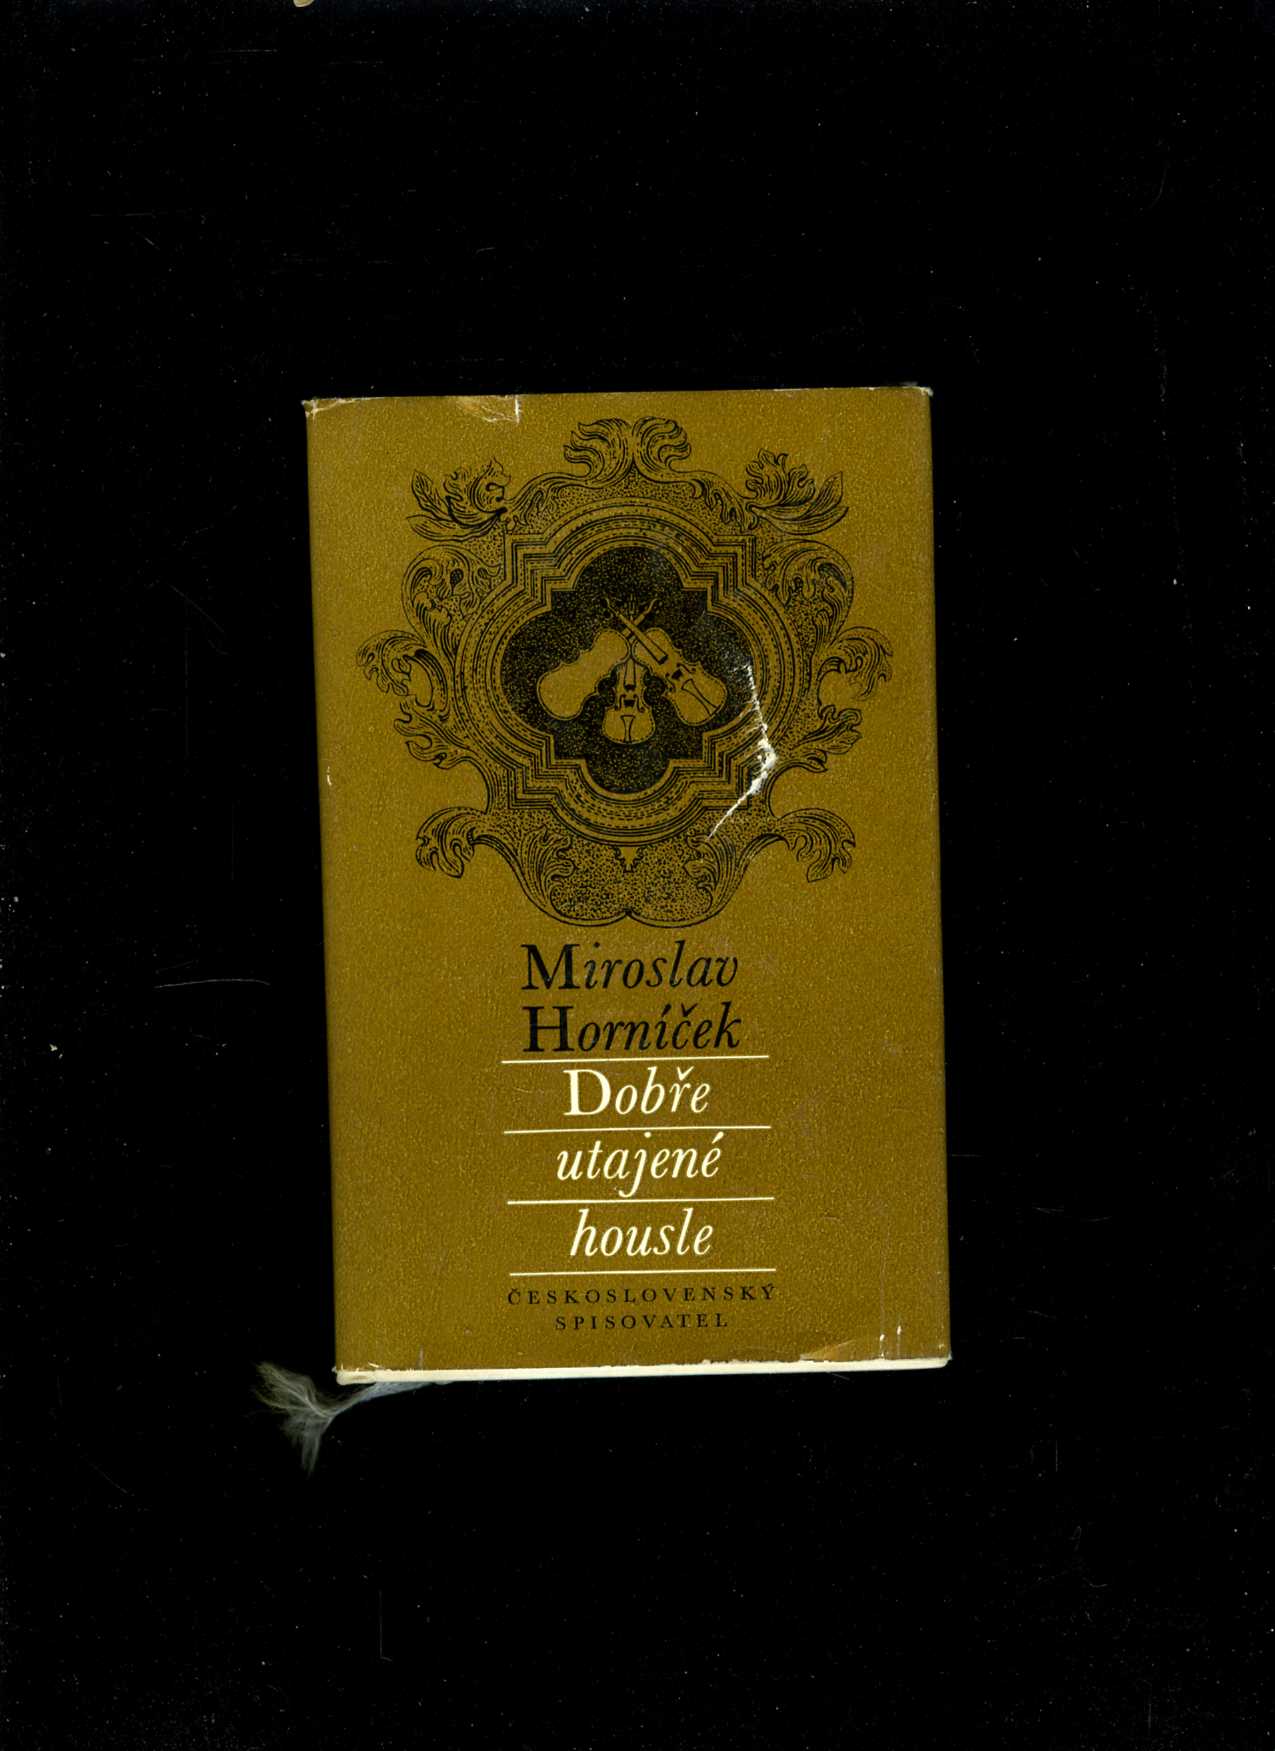 Miroslav
Horníček
Dobře
utajené
housle
ČESKOSLOVENSKÝ
SPISOVATEL